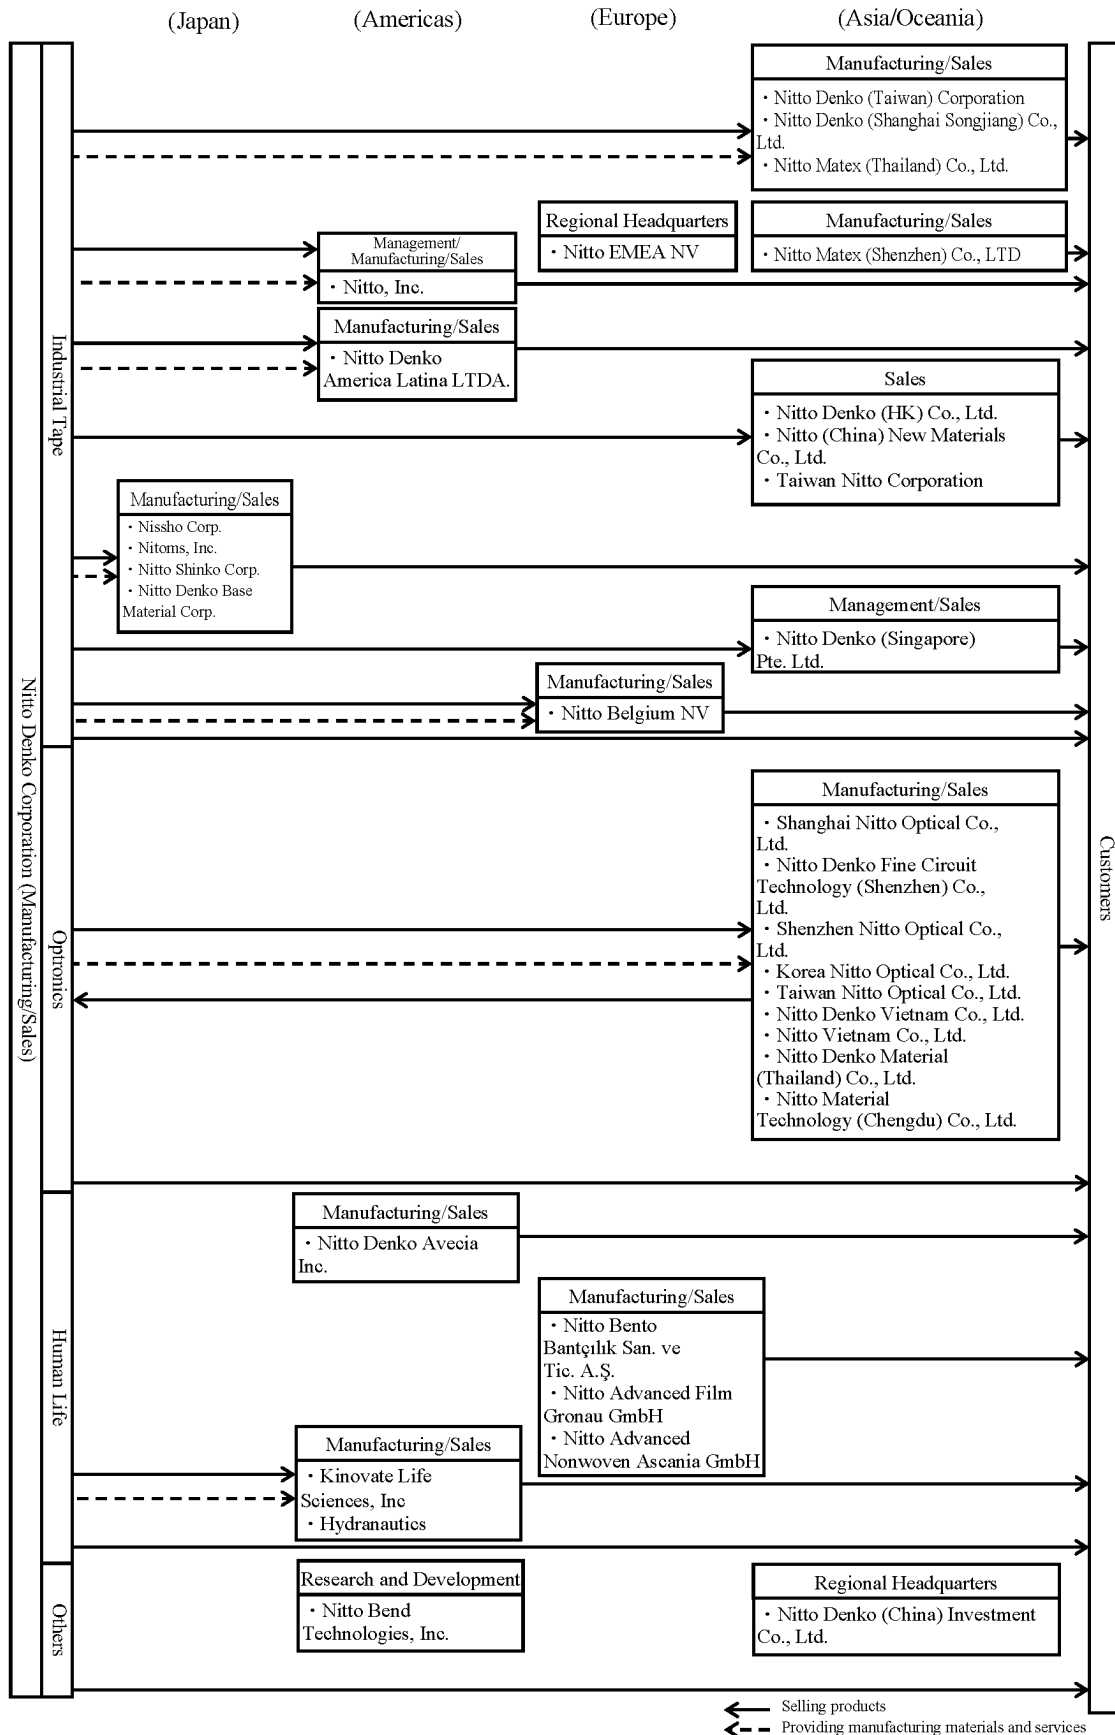 (Japan)
(Americas)
(Europe)
(Asia/Oceania)
Nitto Denko Corporation (Manufacturing/Sales)
Industrial Tape
Manufacturing/Sales
・Nitto Denko (Taiwan) Corporation
・Nitto Denko (Shanghai Songjiang) Co.,
Ltd.
・Nitto Matex (Thailand) Co., Ltd.
Regional Headquarters
・Nitto EMEA NV
Manufacturing/Sales
・Nitto Matex (Shenzhen) Co., LTD
Management/
Manufacturing/Sales
・Nitto, Inc.
Manufacturing/Sales
・Nitto Denko
America Latina LTDA.
Sales
・Nitto Denko (HK) Co., Ltd.
・Nitto (China) New Materials
Co., Ltd.
・Taiwan Nitto Corporation
Manufacturing/Sales
・Nissho Corp.
・Nitoms, Inc.
・Nitto Shinko Corp.
・Nitto Denko Base
Material Corp.
Management/Sales
・Nitto Denko (Singapore)
Pte. Ltd.
Manufacturing/Sales
・Nitto Belgium NV
Optronics
Manufacturing/Sales
・Shanghai Nitto Optical Co.,
Ltd.
・Nitto Denko Fine Circuit
Technology (Shenzhen) Co.,
Ltd.
・Shenzhen Nitto Optical Co.,
Ltd.
・Korea Nitto Optical Co., Ltd.
・Taiwan Nitto Optical Co., Ltd.
・Nitto Denko Vietnam Co., Ltd.
・Nitto Vietnam Co., Ltd.
・Nitto Denko Material
(Thailand) Co., Ltd.
・Nitto Material
Technology (Chengdu) Co., Ltd.
Customers
Human Life
Manufacturing/Sales
・Nitto Denko Avecia
Inc.
Manufacturing/Sales
・Nitto Bento
Bantçılık San. ve
Tic. A.Ş.
・Nitto Advanced Film
Gronau GmbH
・Nitto Advanced
Nonwoven Ascania GmbH
Manufacturing/Sales
・Kinovate Life
Sciences, Inc
・Hydranautics
Others
Research and Development
・Nitto Bend
Technologies, Inc.
Regional Headquarters
・Nitto Denko (China) Investment
Co., Ltd.
Selling products
Providing manufacturing materials and services